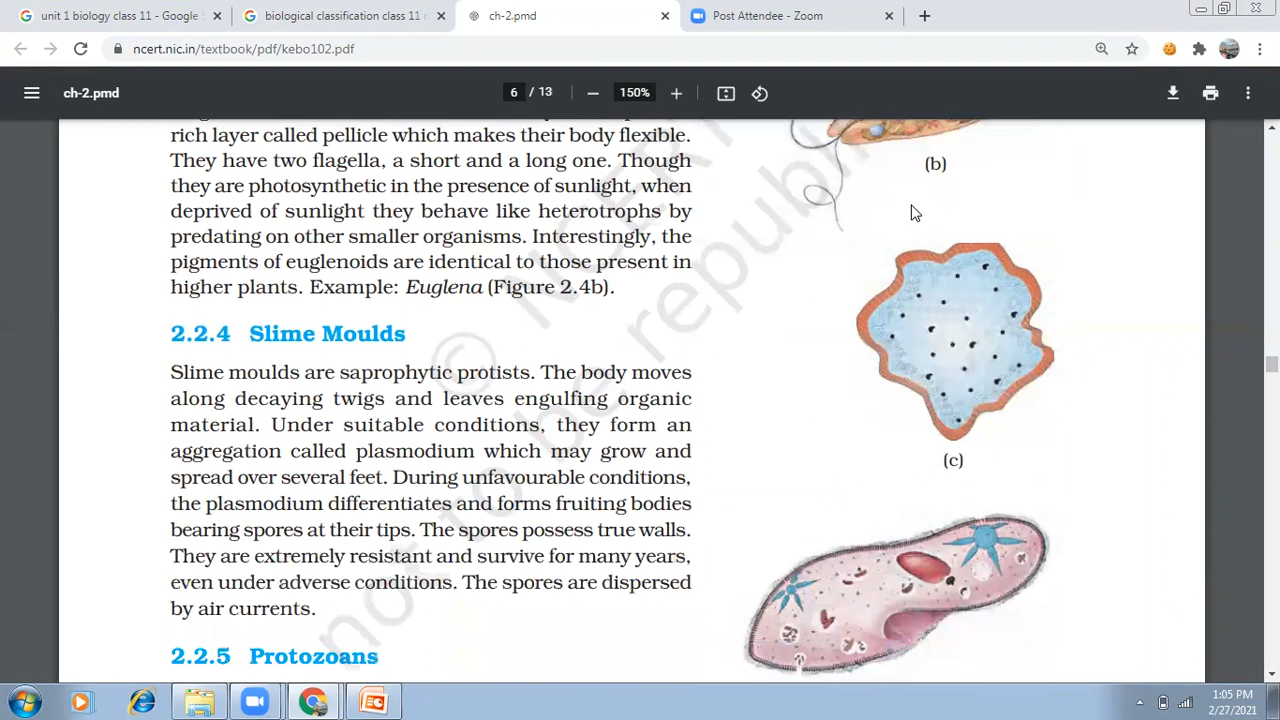 unit 1 biology class 11 - Google S
biological classification class 11 n
ch-2.pmd
Post Attendee - Zoom
ncert.nic.in/textbook/pdf/kebo102.pdf
ch-2.pmd
6 / 13
150%
rich layer called pellicle which makes their body flexible.
They have two flagella, a short and a long one. Though
they are photosynthetic in the presence of sunlight, when
deprived of sunlight they behave like heterotrophs by
predating on other smaller organisms. Interestingly, the
pigments of euglenoids are identical to those present in
higher plants. Example: Euglena (Figure 2.4b).
2.2.4 Slime Moulds
Slime moulds are saprophytic protists. The body moves
along decaying twigs and leaves engulfing organic
material. Under suitable conditions, they form an
aggregation called plasmodium which may grow and
spread over several feet. During unfavourable conditions,
the plasmodium differentiates and forms fruiting bodies
bearing spores at their tips. The spores possess true walls.
They are extremely resistant and survive for many years,
even under adverse conditions. The spores are dispersed
by air currents.
2.2.5 Protozoans
(b)
(c)
© NCERT
not to be republi
1:05 PM
2/27/2021